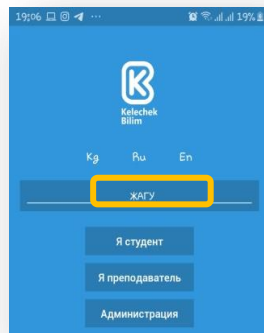 19:06 ... 19%
Kelechek
Bilim
Kg Ru En
ЖАГУ
Я студент
Я преподаватель
Администрация